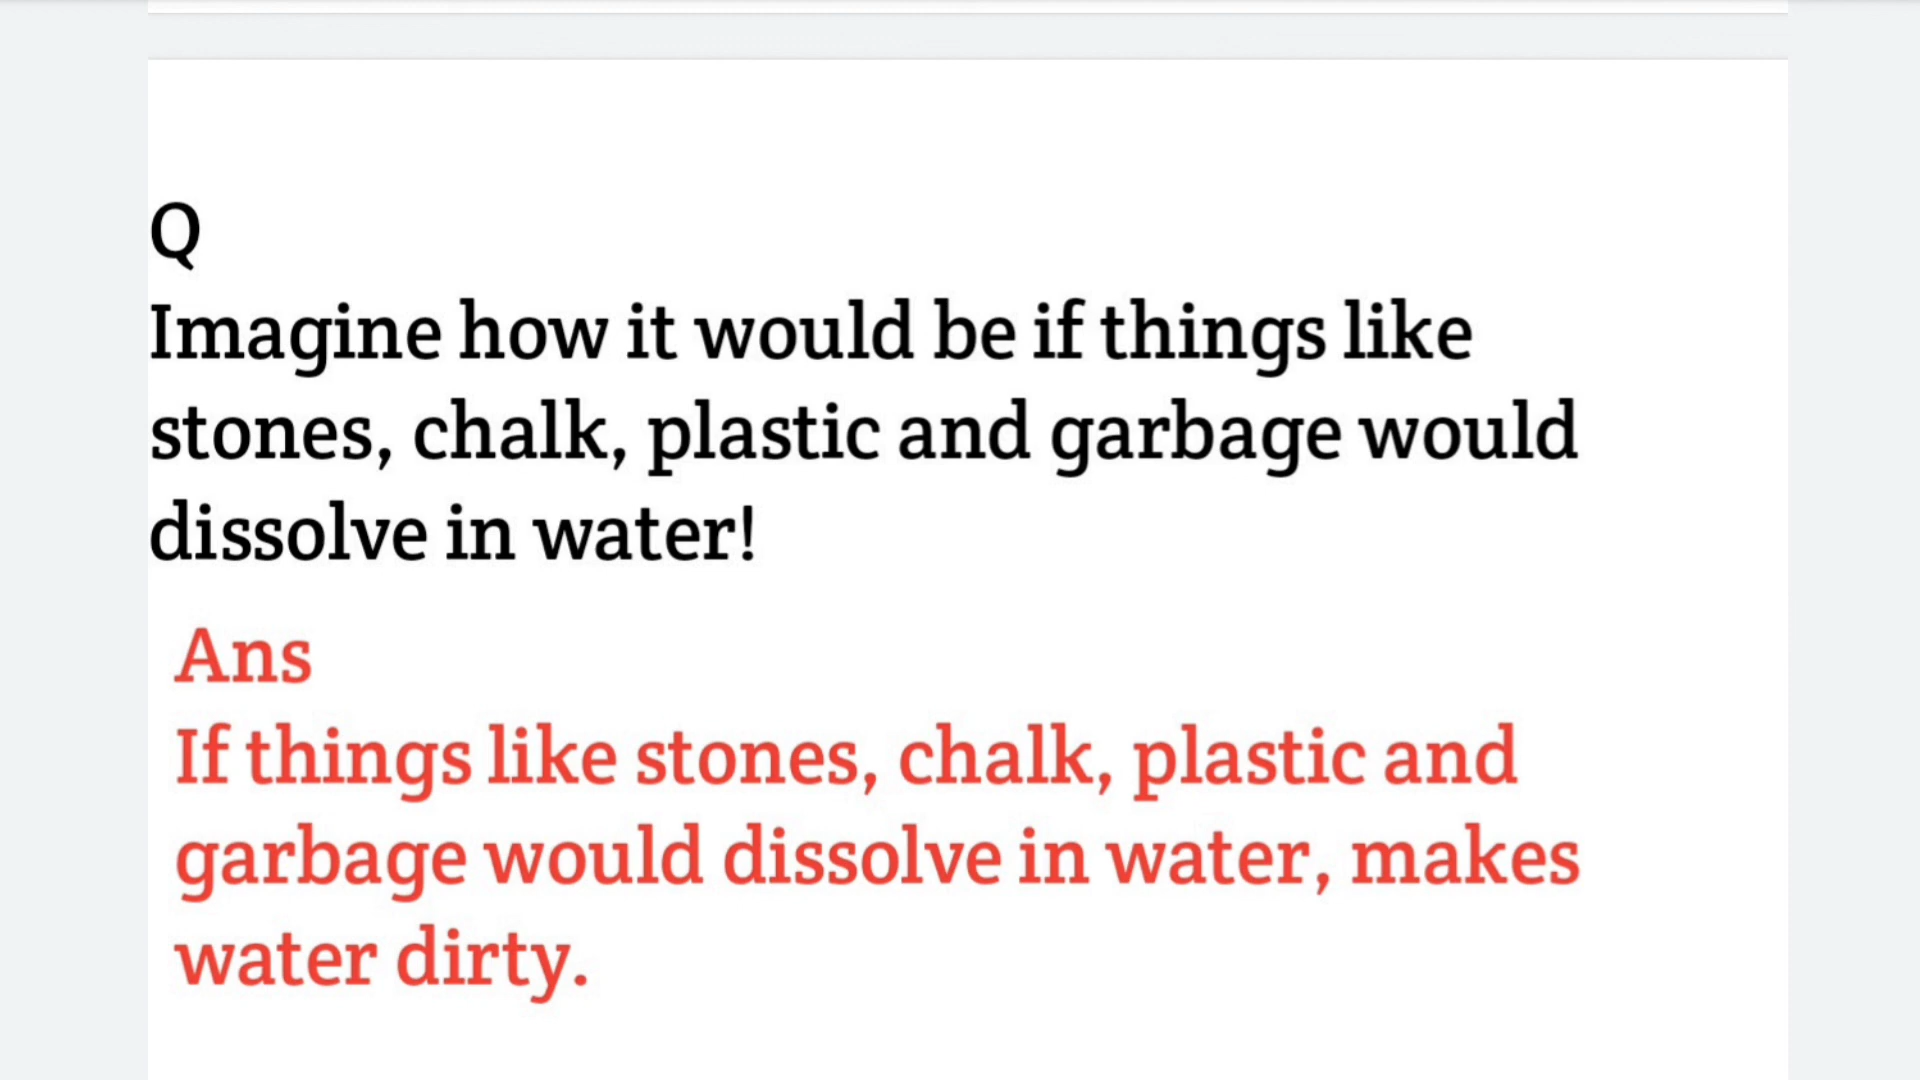 Q
Imagine how it would be if things like
stones, chalk, plastic and garbage would
dissolve in water!
Ans
If things like stones, chalk, plastic and
garbage would dissolve in water, makes
water dirty.